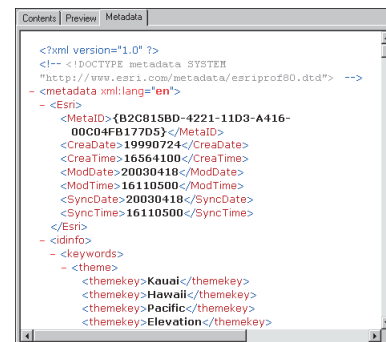 Contents Preview Metadata
<?xml version="1.0" ?>
<!-- <!DOCTYPE metadata SYSTEM
"http://www.esri.com/metadata/esriprof80.dtd"> -->
- <metadata xml:lang="en">
- <Esri>
<MetaID>{B2C815BD-4221-11D3-A416-
00C04FB177D5}</MetaID>
<CreaDate>19990724</CreaDate>
<CreaTime>16564100</CreaTime>
<ModDate>20030418</ModDate>
<ModTime>16110500</ModTime>
<SyncDate>20030418</SyncDate>
<SyncTime>16110500</SyncTime>
</Esri>
- <idinfo>
- <keywords>
- <theme>
<themekey>Kauai</themekey>
<themekey>Hawaii</themekey>
<themekey>Pacific</themekey>
<themekey>Elevation</themekey>